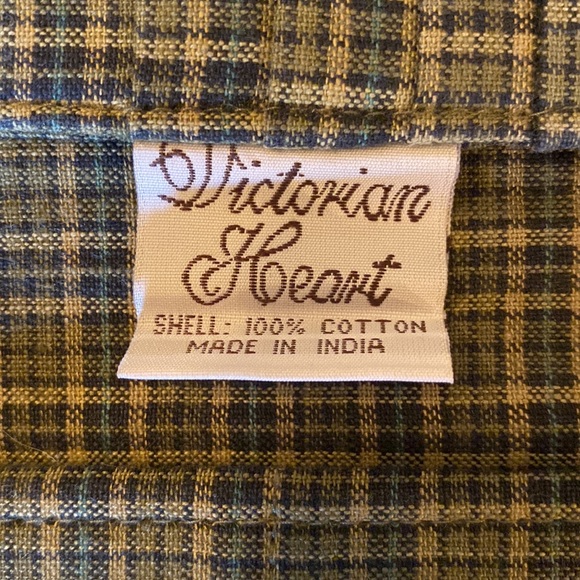 Victorian
Heart
SHELL: 100% COTTON
MADE IN INDIA